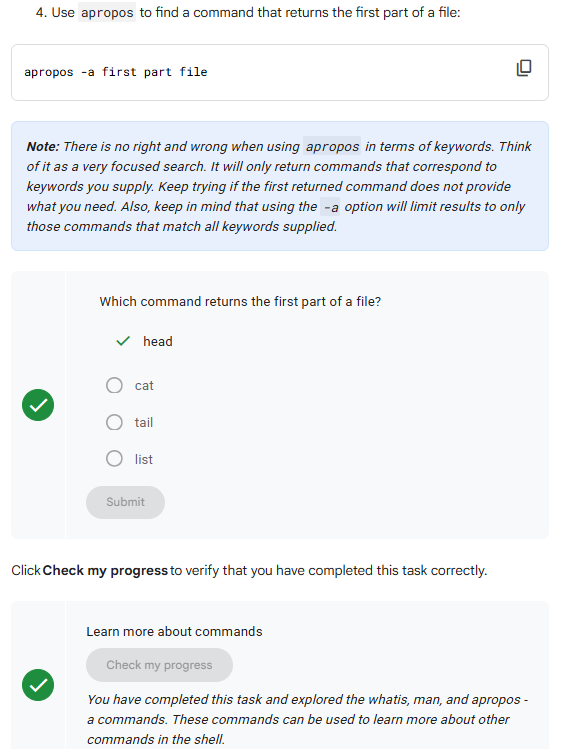 4. Use apropos to find a command that returns the first part of a file:
apropos -a first part file
Note: There is no right and wrong when using apropos in terms of keywords. Think
of it as a very focused search. It will only return commands that correspond to
keywords you supply. Keep trying if the first returned command does not provide
what you need. Also, keep in mind that using the -a option will limit results to only
those commands that match all keywords supplied.
Which command returns the first part of a file?
head
cat
tail
list
Submit
Click Check my progress to verify that you have completed this task correctly.
Learn more about commands
Check my progress
You have completed this task and explored the whatis, man, and apropos -
a commands. These commands can be used to learn more about other
commands in the shell.